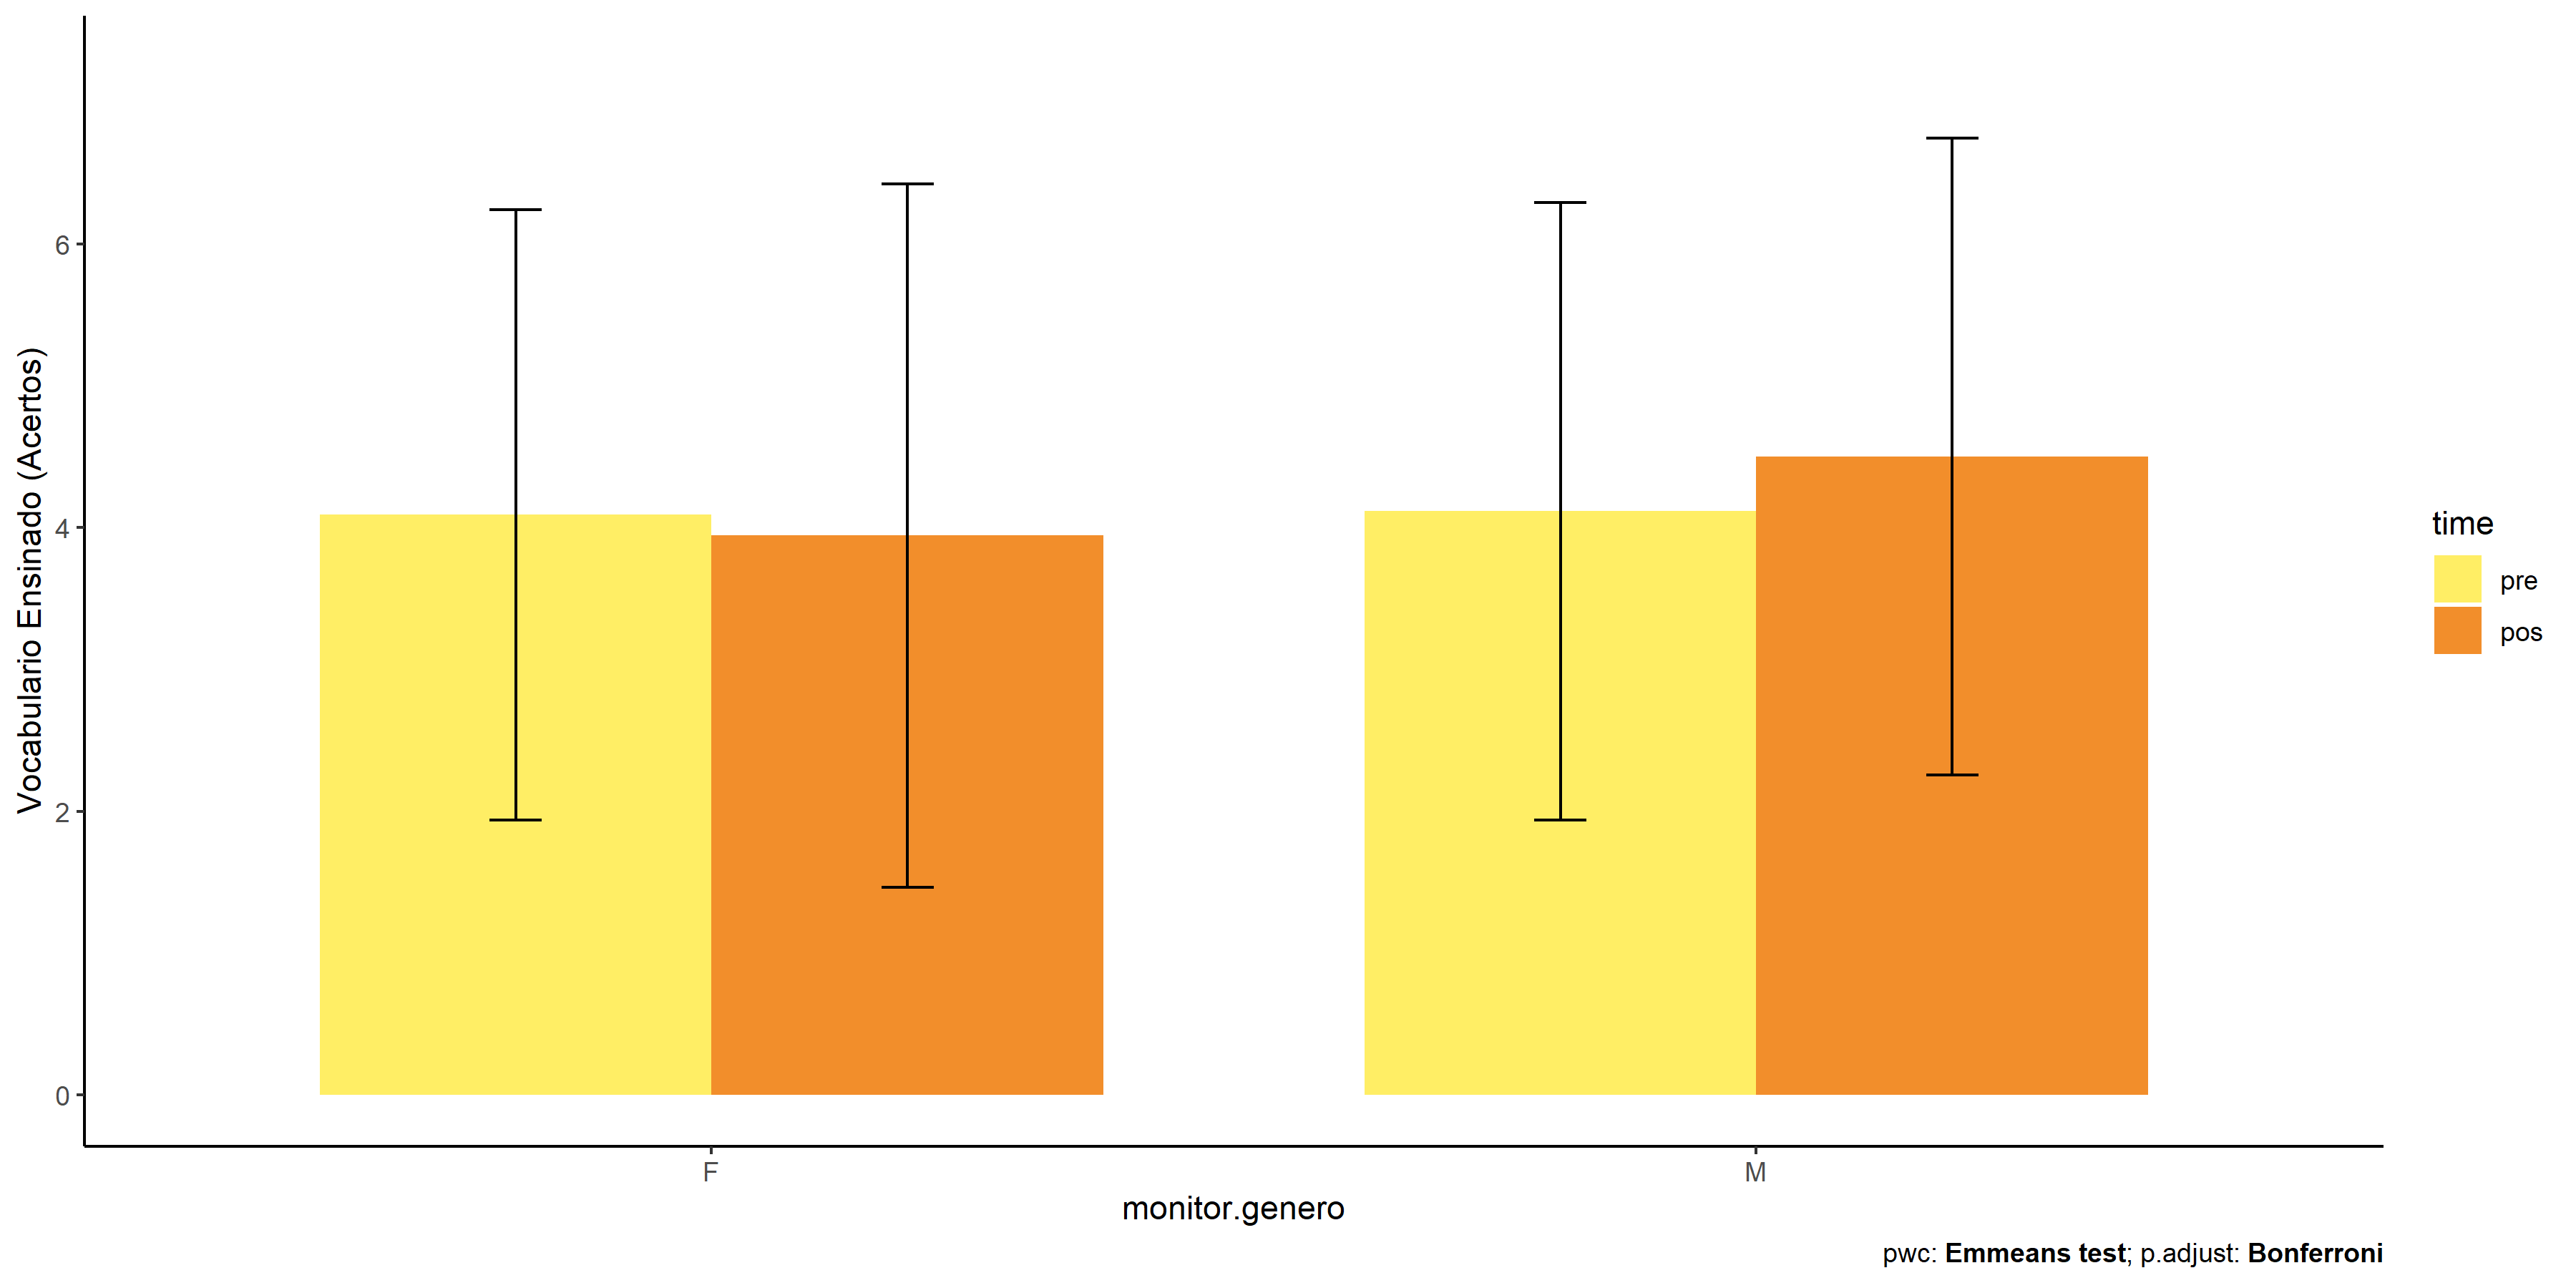 Vocabulario Ensinado (Acertos)
6
4
2
0
F
M
monitor.genero
time
pre
pos
pwc: Emmeans test; p.adjust: Bonferroni